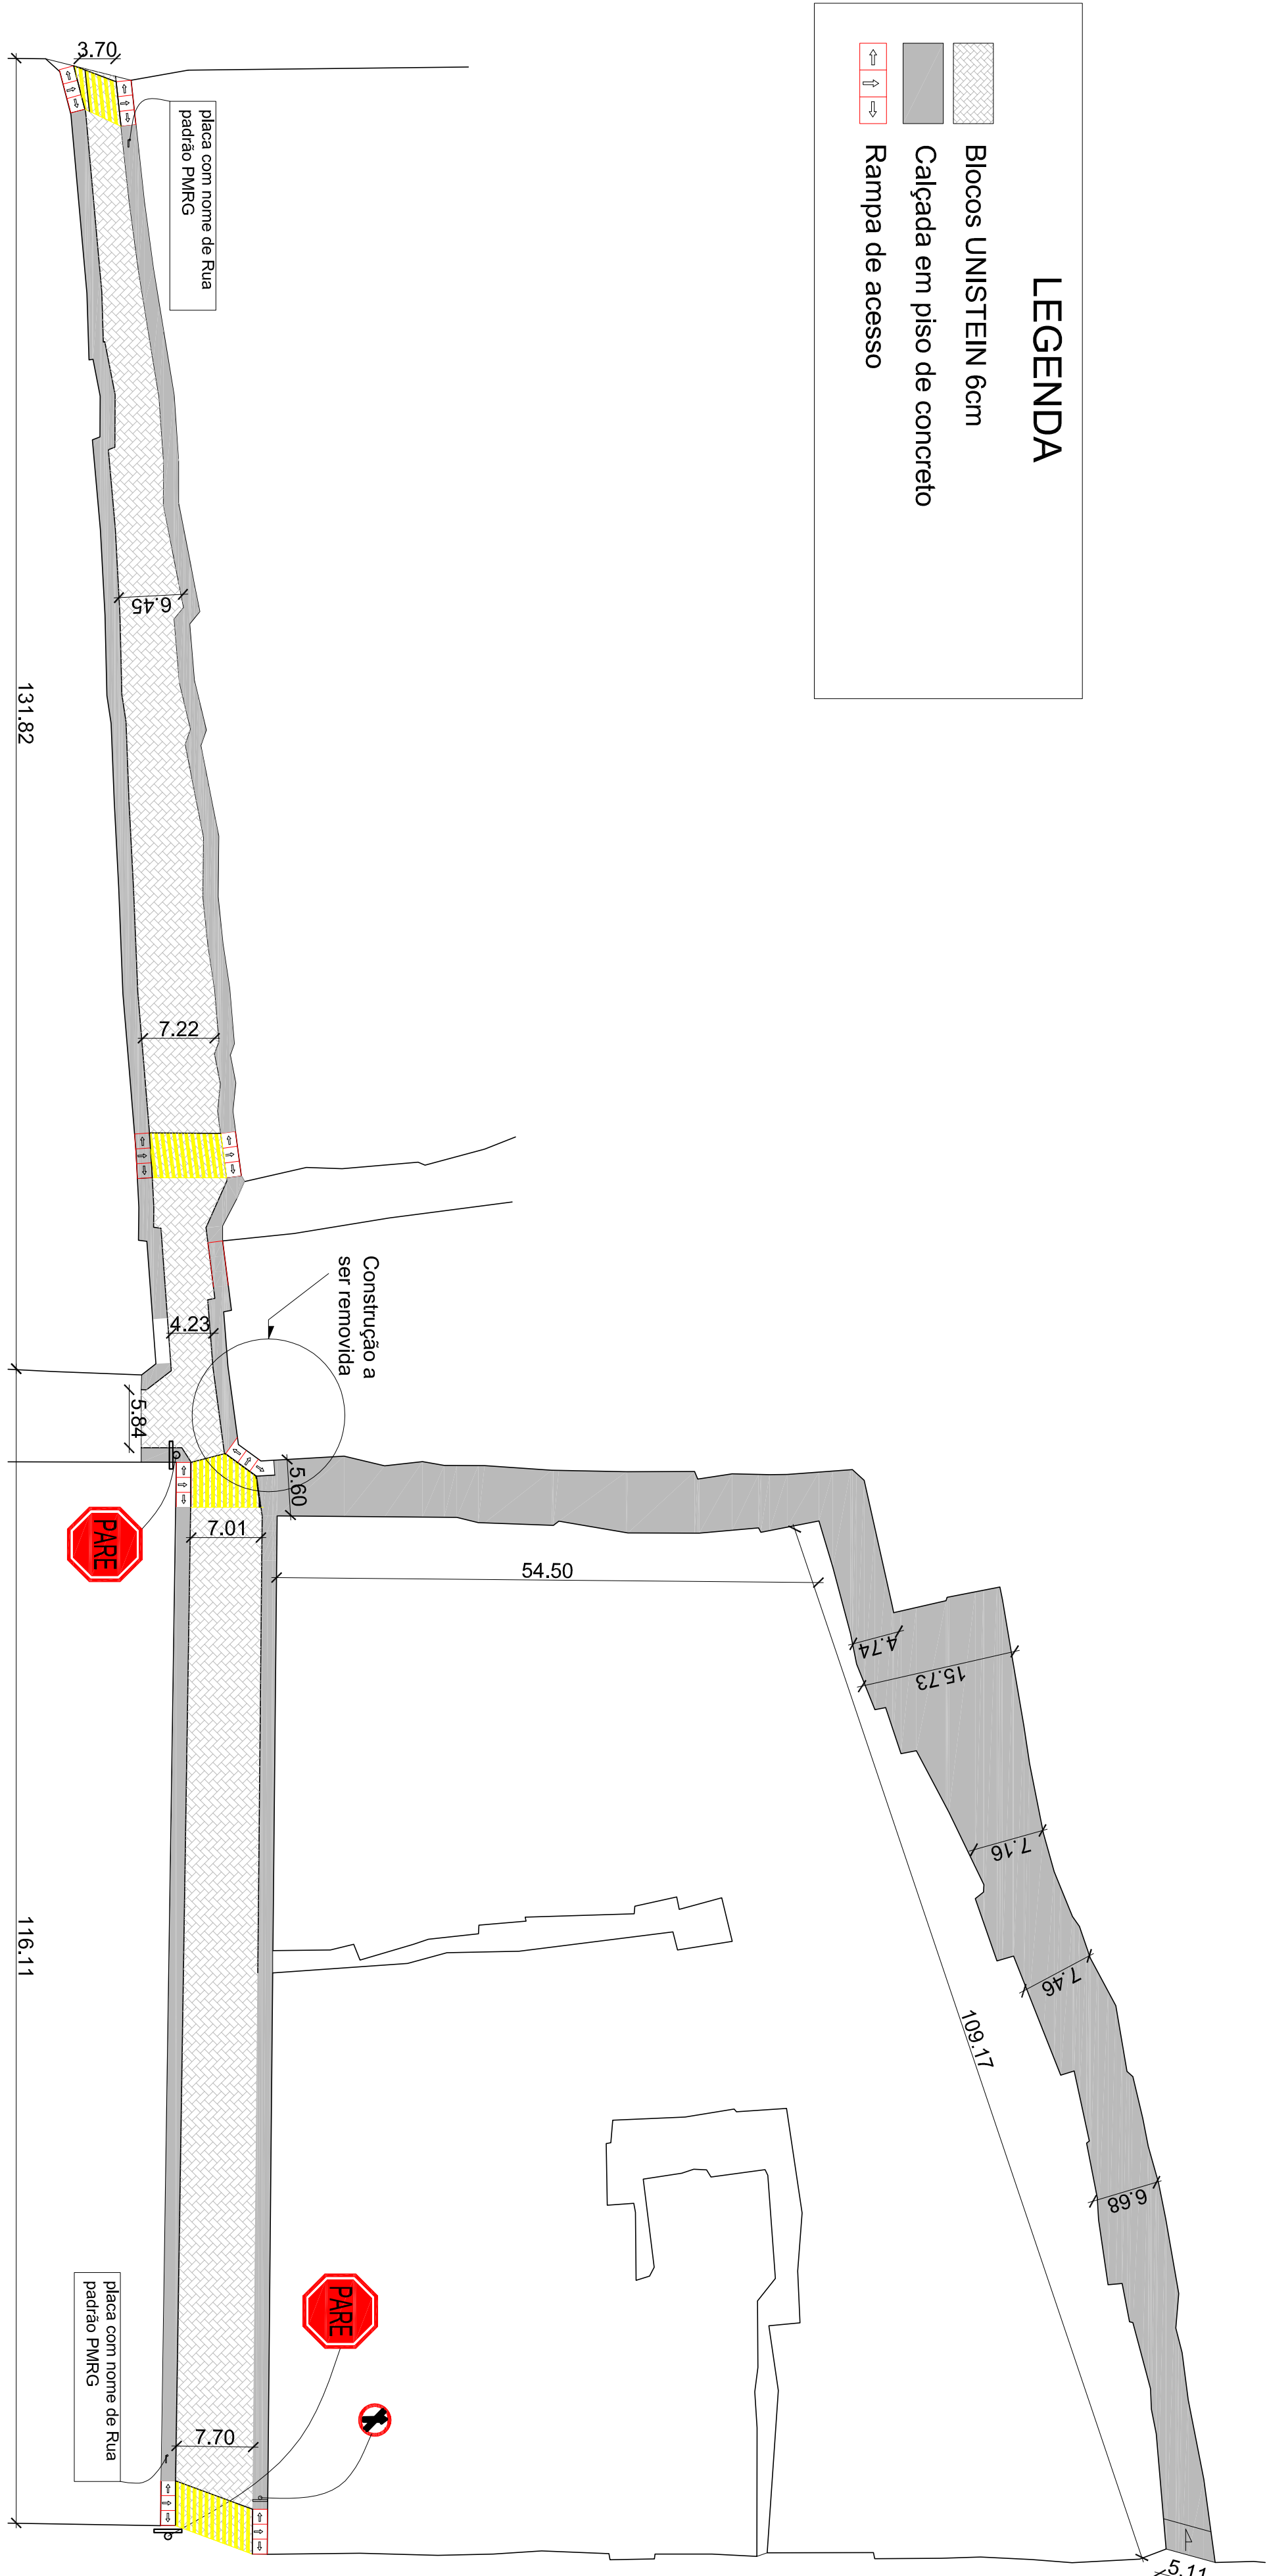 LEGENDA
Blocos UNISTEIN 6cm
Calçada em piso de concreto
Rampa de acesso
3.70
placa com nome de Rua
padrão PMRG
6.45
131.82
7.22
Construção a
ser removida
4.23
5.84
5.60
PARE
7.01
54.50
4.74
15.73
7.16
7.46
109.17
116.11
6.68
PARE
placa com nome de Rua
padrão PMRG
7.70
5.11